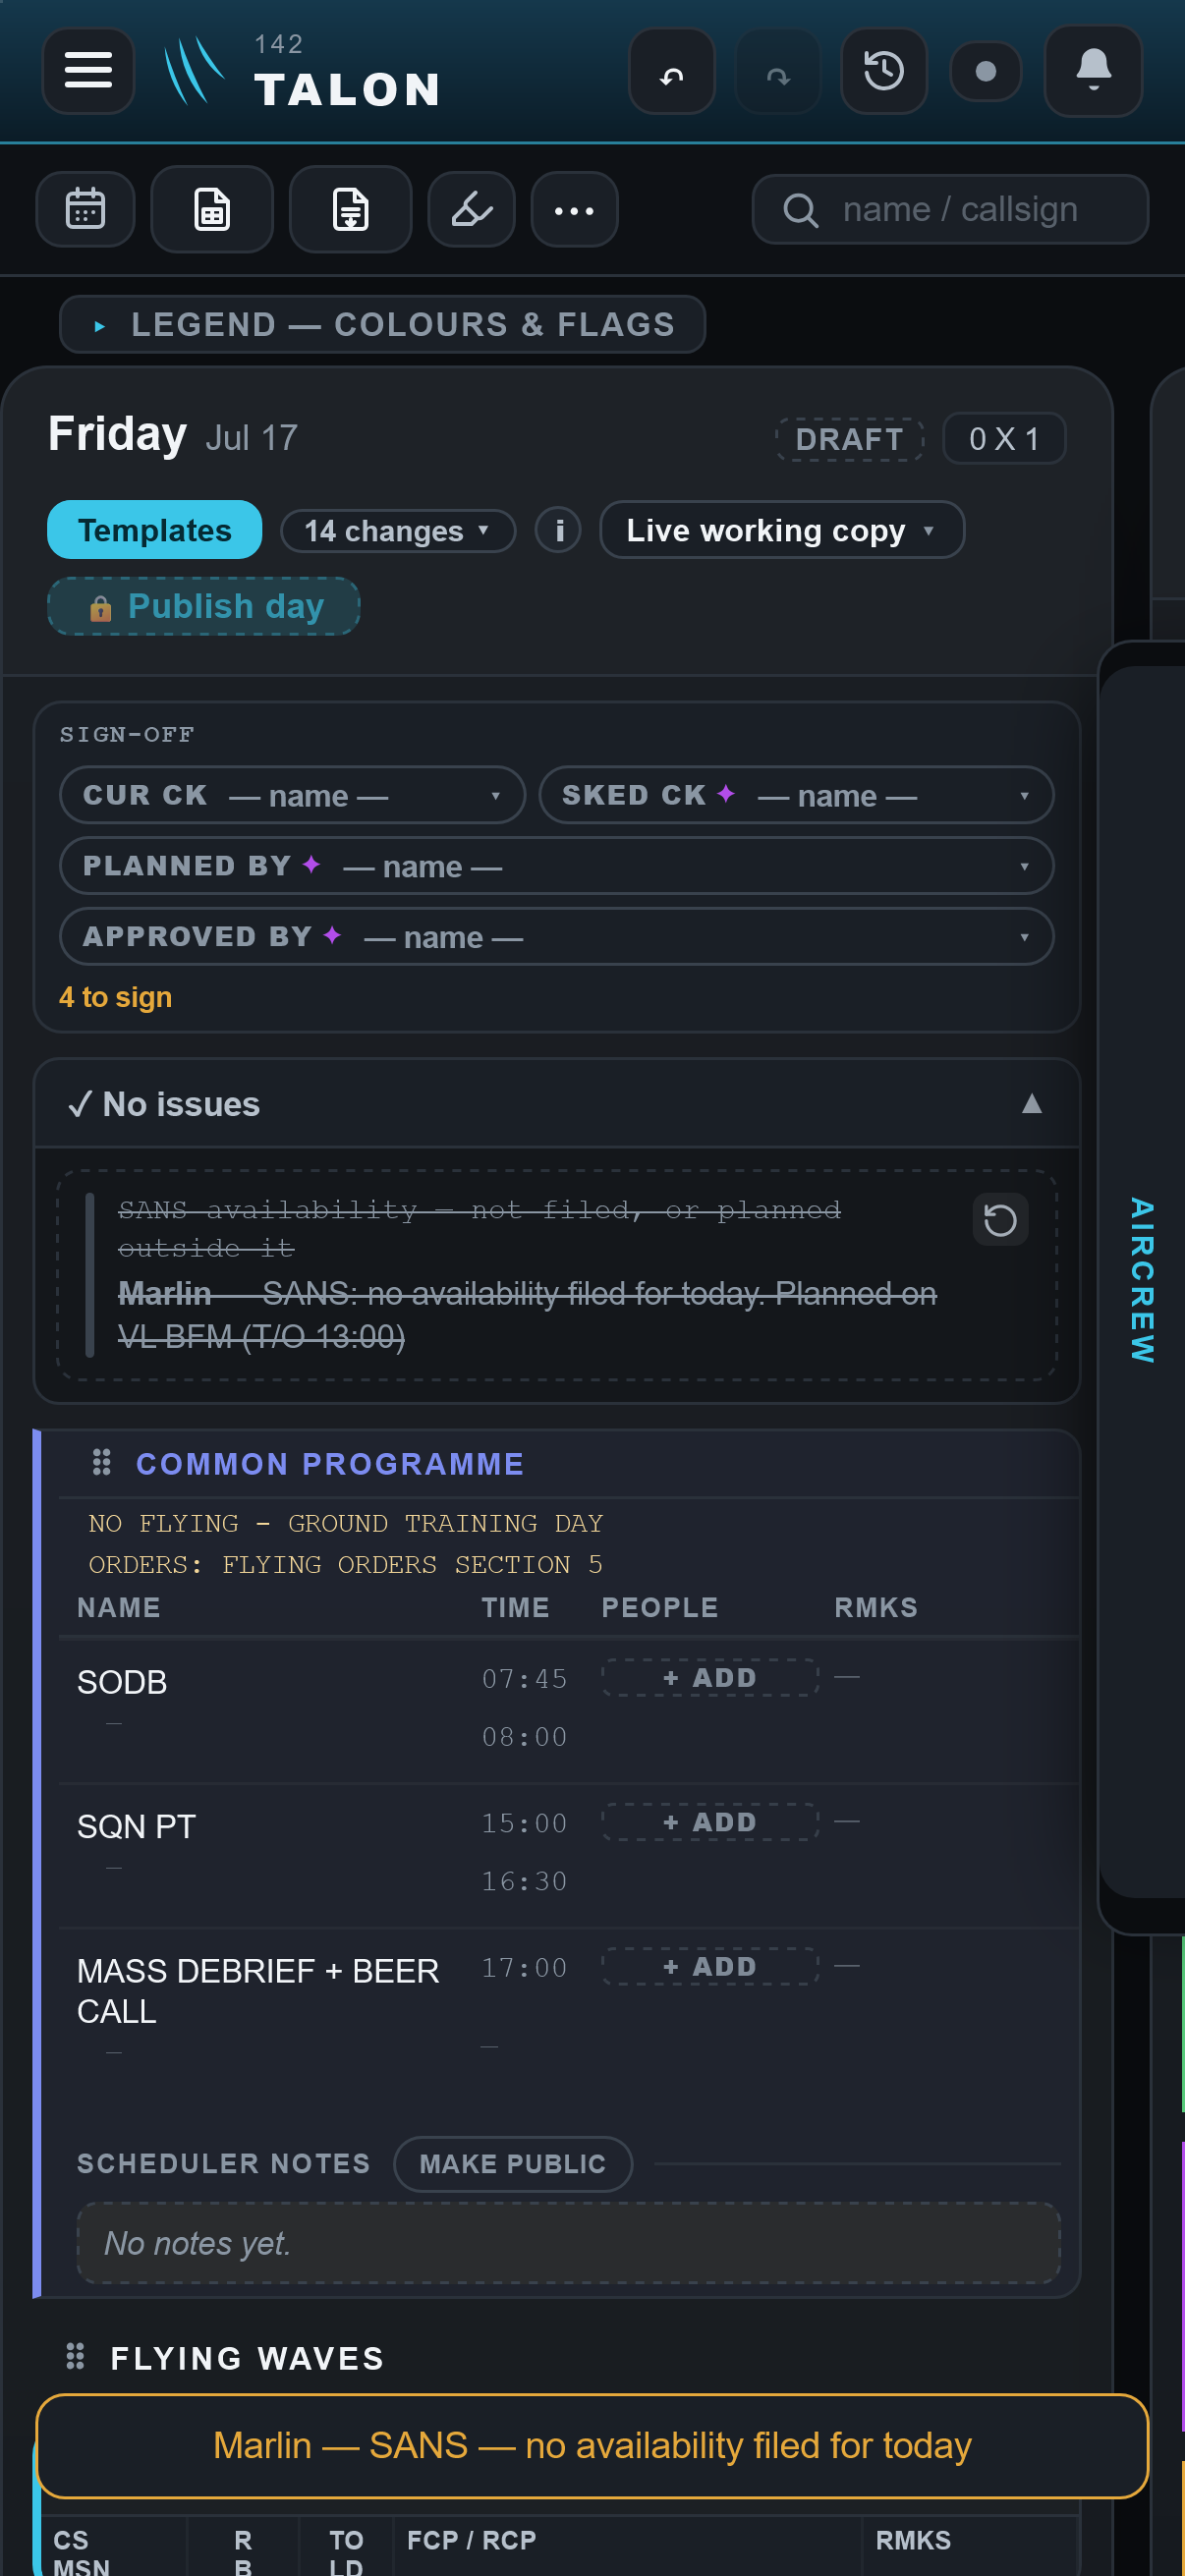 142
TALON
name / callsign
▸ LEGEND — COLOURS & FLAGS
Friday Jul 17 DRAFT 0 X 1
Templates 14 changes ▾ i Live working copy ▾
🔒 Publish day
SIGN-OFF
CUR CK — name — ▾ SKED CK ✦ — name — ▾
PLANNED BY ✦ — name — ▾
APPROVED BY ✦ — name — ▾
4 to sign
✓ No issues ▲
SANS availability — not filed, or planned
outside it
Marlin — SANS: no availability filed for today. Planned on
VL BFM (T/O 13:00)
AIRCREW
COMMON PROGRAMME
NO FLYING - GROUND TRAINING DAY
ORDERS: FLYING ORDERS SECTION 5
NAME TIME PEOPLE RMKS
SODB 07:45 + ADD —
— 08:00
SQN PT 15:00 + ADD —
— 16:30
MASS DEBRIEF + BEER 17:00 + ADD —
CALL
— —
SCHEDULER NOTES MAKE PUBLIC
No notes yet.
FLYING WAVES
Marlin — SANS — no availability filed for today
CS R TO FCP / RCP RMKS
MSN B LD